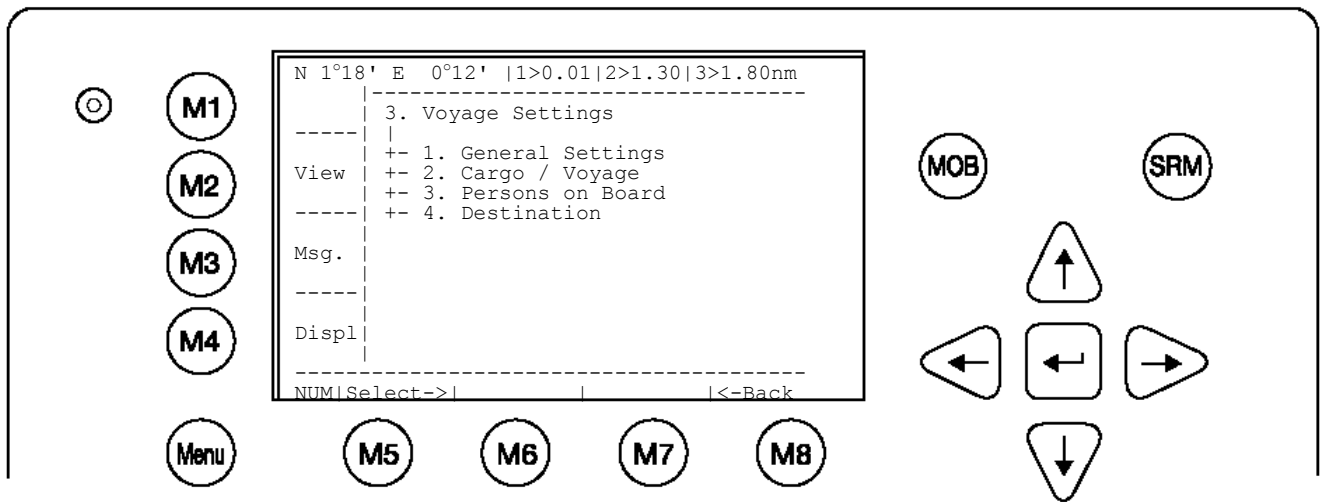 N 1°18' E 0°12' |1>0.01|2>1.30|3>1.80nm
M1
3. Voyage Settings
+- 1. General Settings
View | +- 2. Cargo / Voyage
M2
+- 3. Persons on Board
+- 4. Destination
MOB
SRM
Msg.
M3
Displ
M4
NUM|Select->| | |<-Back
Menu
M5
M6
M7
M8